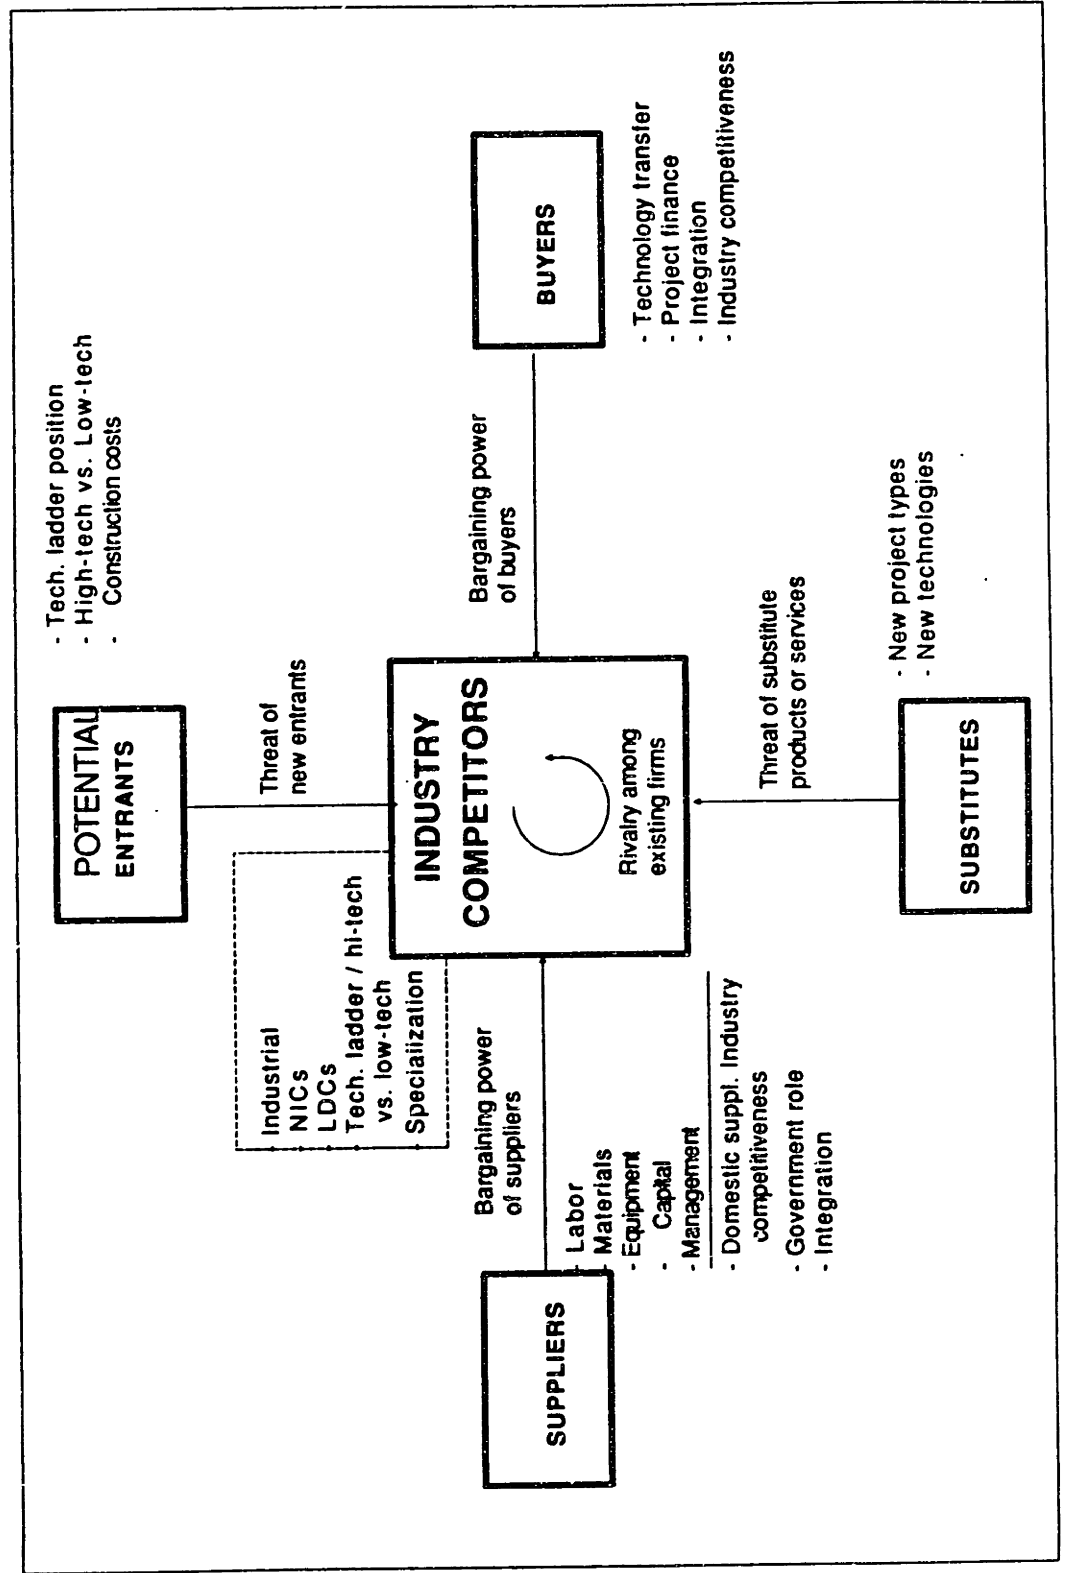 - Tech. ladder position
- High-tech vs. Low-tech
- Construction costs
POTENTIAL
ENTRANTS
Threat of
new entrants
Industrial
NICs
LDCs
Tech. ladder / hi-tech
vs. low-tech
Specialization
INDUSTRY
COMPETITORS
Rivalry among
existing firms
Bargaining power
of suppliers
SUPPLIERS
- Labor
- Materials
- Equipment
- Capital
- Management
- Domestic suppl. Industry
competitiveness
- Government role
- Integration
Bargaining power
of buyers
BUYERS
- Technology transfer
- Project finance
- Integration
- Industry competitiveness
Threat of substitute
products or services
SUBSTITUTES
- New project types
- New technologies